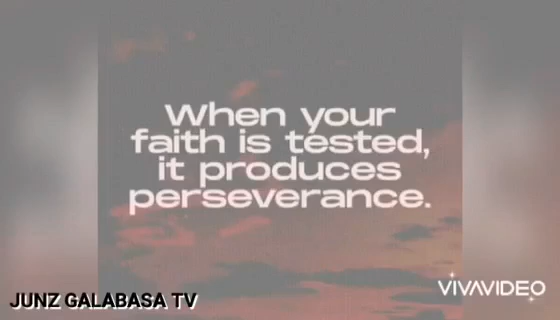 When your
faith is tested,
it produces
perseverance.
VIVAVIDEO
JUNZ GALABASA TV